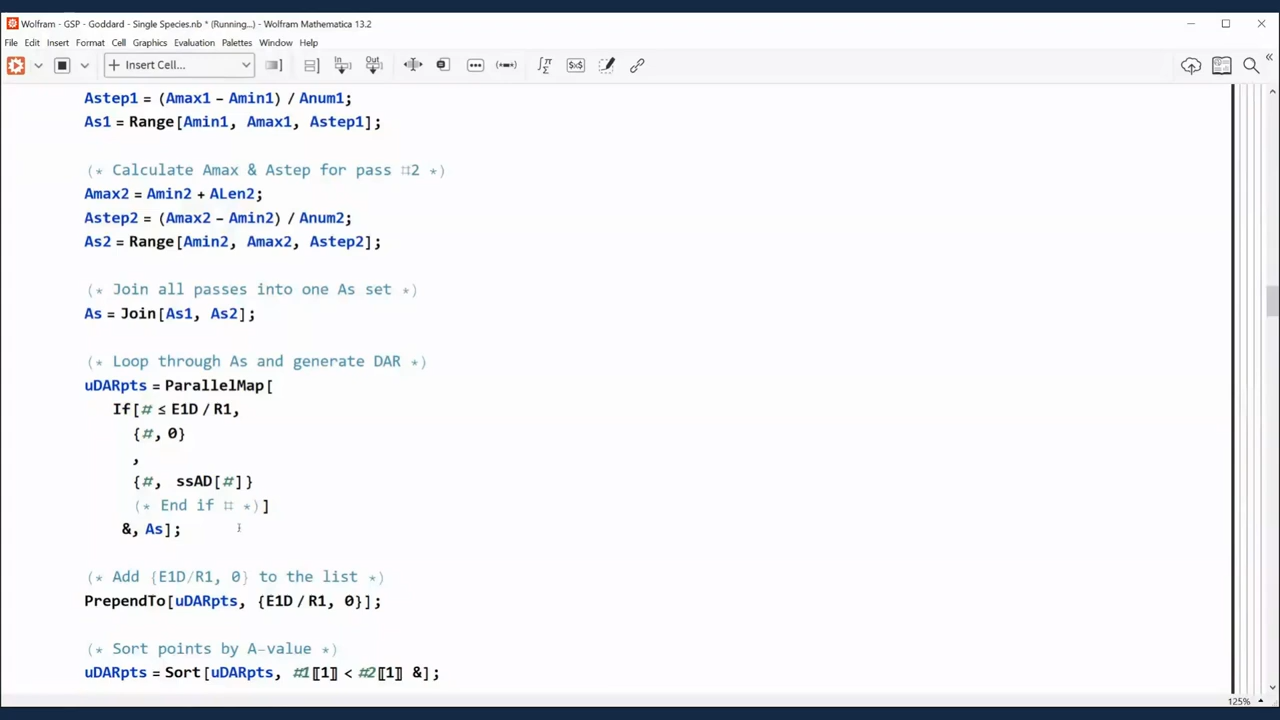 Wolfram - GSP - Goddard - Single Species.nb * (Running...) - Wolfram Mathematica 13.2
File Edit Insert Format Cell Graphics Evaluation Palettes Window Help
Insert Cell...
Astep1 = (Amax1 - Amin1) / Anum1;
As1 = Range[Amin1, Amax1, Astep1];
(* Calculate Amax & Astep for pass #2 *)
Amax2 = Amin2 + ALen2;
Astep2 = (Amax2 - Amin2) / Anum2;
As2 = Range[Amin2, Amax2, Astep2];
(* Join all passes into one As set *)
As = Join[As1, As2];
(* Loop through As and generate DAR *)
uDARpts = ParallelMap[
If[# ≤ E1D / R1,
{#, 0}
,
{#, ssAD[#]}
(* End if # *)]
&, As];
(* Add {E1D/R1, 0} to the list *)
PrependTo[uDARpts, {E1D / R1, 0}];
(* Sort points by A-value *)
uDARpts = Sort[uDARpts, #1〚1〛 < #2〚1〛 &];
125%